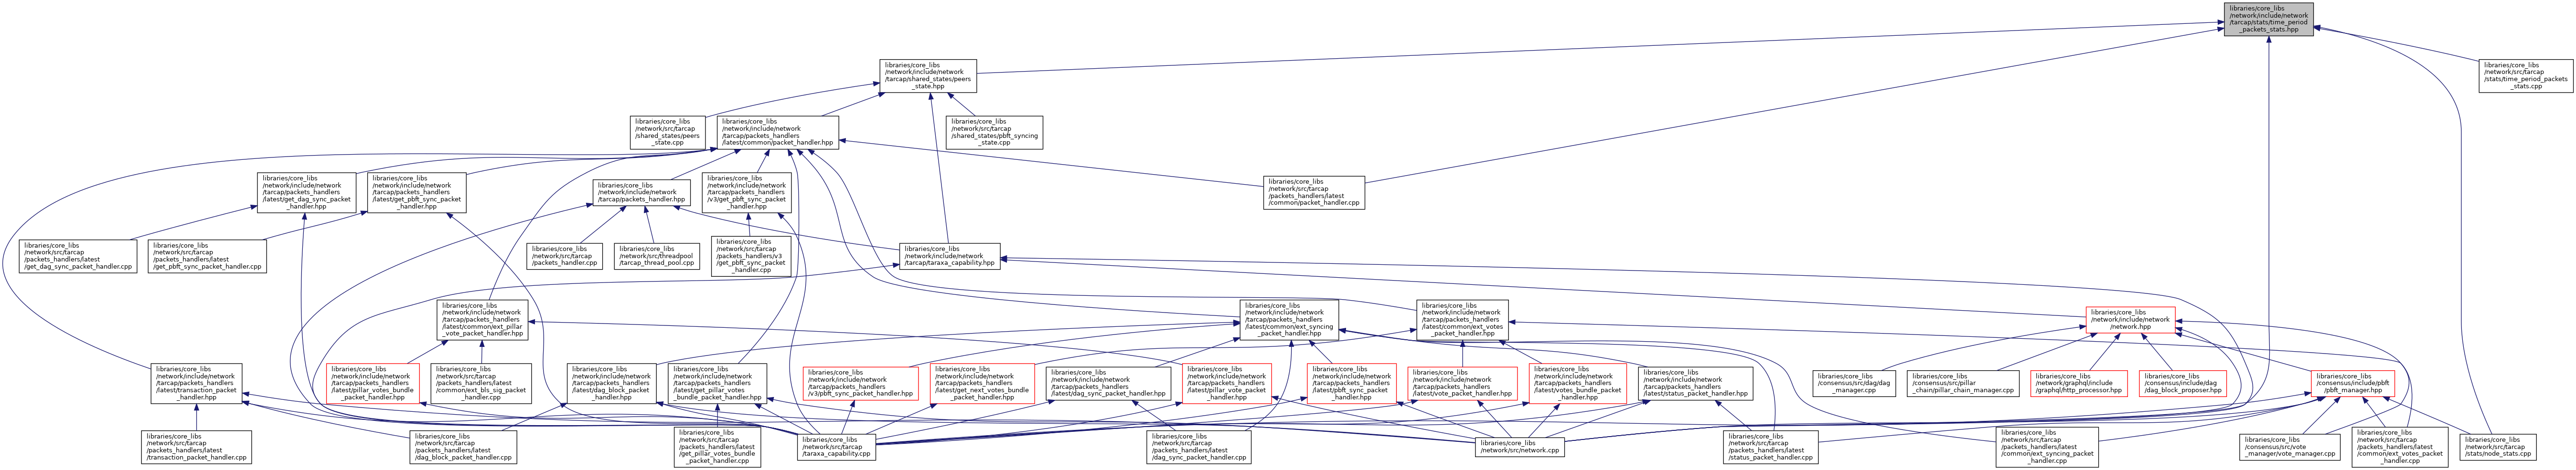 libraries/core_libs
/network/include/network
/tarcap/stats/time_period
_packets_stats.hpp
libraries/core_libs
/network/include/network
/tarcap/shared_states/peers
_state.hpp
libraries/core_libs
/network/src/tarcap
/stats/time_period_packets
_stats.cpp
libraries/core_libs
/network/src/tarcap
/shared_states/peers
_state.cpp
libraries/core_libs
/network/include/network
/tarcap/packets_handlers
/latest/common/packet_handler.hpp
libraries/core_libs
/network/src/tarcap
/shared_states/pbft_syncing
_state.cpp
libraries/core_libs
/network/include/network
/tarcap/packets_handlers
/latest/get_dag_sync_packet
_handler.hpp
libraries/core_libs
/network/include/network
/tarcap/packets_handlers
/latest/get_pbft_sync_packet
_handler.hpp
libraries/core_libs
/network/include/network
/tarcap/packets_handler.hpp
libraries/core_libs
/network/include/network
/tarcap/packets_handlers
/v3/get_pbft_sync_packet
_handler.hpp
libraries/core_libs
/network/src/tarcap
/packets_handlers/latest
/common/packet_handler.cpp
libraries/core_libs
/network/src/tarcap
/packets_handlers/latest
/get_dag_sync_packet_handler.cpp
libraries/core_libs
/network/src/tarcap
/packets_handlers/latest
/get_pbft_sync_packet_handler.cpp
libraries/core_libs
/network/src/tarcap
/packets_handler.cpp
libraries/core_libs
/network/src/threadpool
/tarcap_thread_pool.cpp
libraries/core_libs
/network/src/tarcap
/packets_handlers/v3
/get_pbft_sync_packet
_handler.cpp
libraries/core_libs
/network/include/network
/tarcap/taraxa_capability.hpp
libraries/core_libs
/network/include/network
/tarcap/packets_handlers
/latest/common/ext_pillar
_vote_packet_handler.hpp
libraries/core_libs
/network/include/network
/tarcap/packets_handlers
/latest/common/ext_syncing
_packet_handler.hpp
libraries/core_libs
/network/include/network
/tarcap/packets_handlers
/latest/common/ext_votes
_packet_handler.hpp
libraries/core_libs
/network/include/network
/network.hpp
libraries/core_libs
/network/include/network
/tarcap/packets_handlers
/latest/transaction_packet
_handler.hpp
libraries/core_libs
/network/include/network
/tarcap/packets_handlers
/latest/pillar_votes_bundle
_packet_handler.hpp
libraries/core_libs
/network/src/tarcap
/packets_handlers/latest
/common/ext_bls_sig_packet
_handler.cpp
libraries/core_libs
/network/include/network
/tarcap/packets_handlers
/latest/dag_block_packet
_handler.hpp
libraries/core_libs
/network/include/network
/tarcap/packets_handlers
/latest/get_pillar_votes
_bundle_packet_handler.hpp
libraries/core_libs
/network/include/network
/tarcap/packets_handlers
/v3/pbft_sync_packet_handler.hpp
libraries/core_libs
/network/include/network
/tarcap/packets_handlers
/latest/get_next_votes_bundle
_packet_handler.hpp
libraries/core_libs
/network/include/network
/tarcap/packets_handlers
/latest/dag_sync_packet_handler.hpp
libraries/core_libs
/network/include/network
/tarcap/packets_handlers
/latest/pillar_vote_packet
_handler.hpp
libraries/core_libs
/network/include/network
/tarcap/packets_handlers
/latest/pbft_sync_packet
_handler.hpp
libraries/core_libs
/network/include/network
/tarcap/packets_handlers
/latest/vote_packet_handler.hpp
libraries/core_libs
/network/include/network
/tarcap/packets_handlers
/latest/votes_bundle_packet
_handler.hpp
libraries/core_libs
/network/include/network
/tarcap/packets_handlers
/latest/status_packet_handler.hpp
libraries/core_libs
/consensus/src/dag/dag
_manager.cpp
libraries/core_libs
/consensus/src/pillar
_chain/pillar_chain_manager.cpp
libraries/core_libs
/network/graphql/include
/graphql/http_processor.hpp
libraries/core_libs
/consensus/include/dag
/dag_block_proposer.hpp
libraries/core_libs
/consensus/include/pbft
/pbft_manager.hpp
libraries/core_libs
/network/src/tarcap
/packets_handlers/latest
/transaction_packet_handler.cpp
libraries/core_libs
/network/src/tarcap
/packets_handlers/latest
/dag_block_packet_handler.cpp
libraries/core_libs
/network/src/tarcap
/packets_handlers/latest
/get_pillar_votes_bundle
_packet_handler.cpp
libraries/core_libs
/network/src/tarcap
/taraxa_capability.cpp
libraries/core_libs
/network/src/tarcap
/packets_handlers/latest
/dag_sync_packet_handler.cpp
libraries/core_libs
/network/src/network.cpp
libraries/core_libs
/network/src/tarcap
/packets_handlers/latest
/status_packet_handler.cpp
libraries/core_libs
/network/src/tarcap
/packets_handlers/latest
/common/ext_syncing_packet
_handler.cpp
libraries/core_libs
/consensus/src/vote
_manager/vote_manager.cpp
libraries/core_libs
/network/src/tarcap
/packets_handlers/latest
/common/ext_votes_packet
_handler.cpp
libraries/core_libs
/network/src/tarcap
/stats/node_stats.cpp